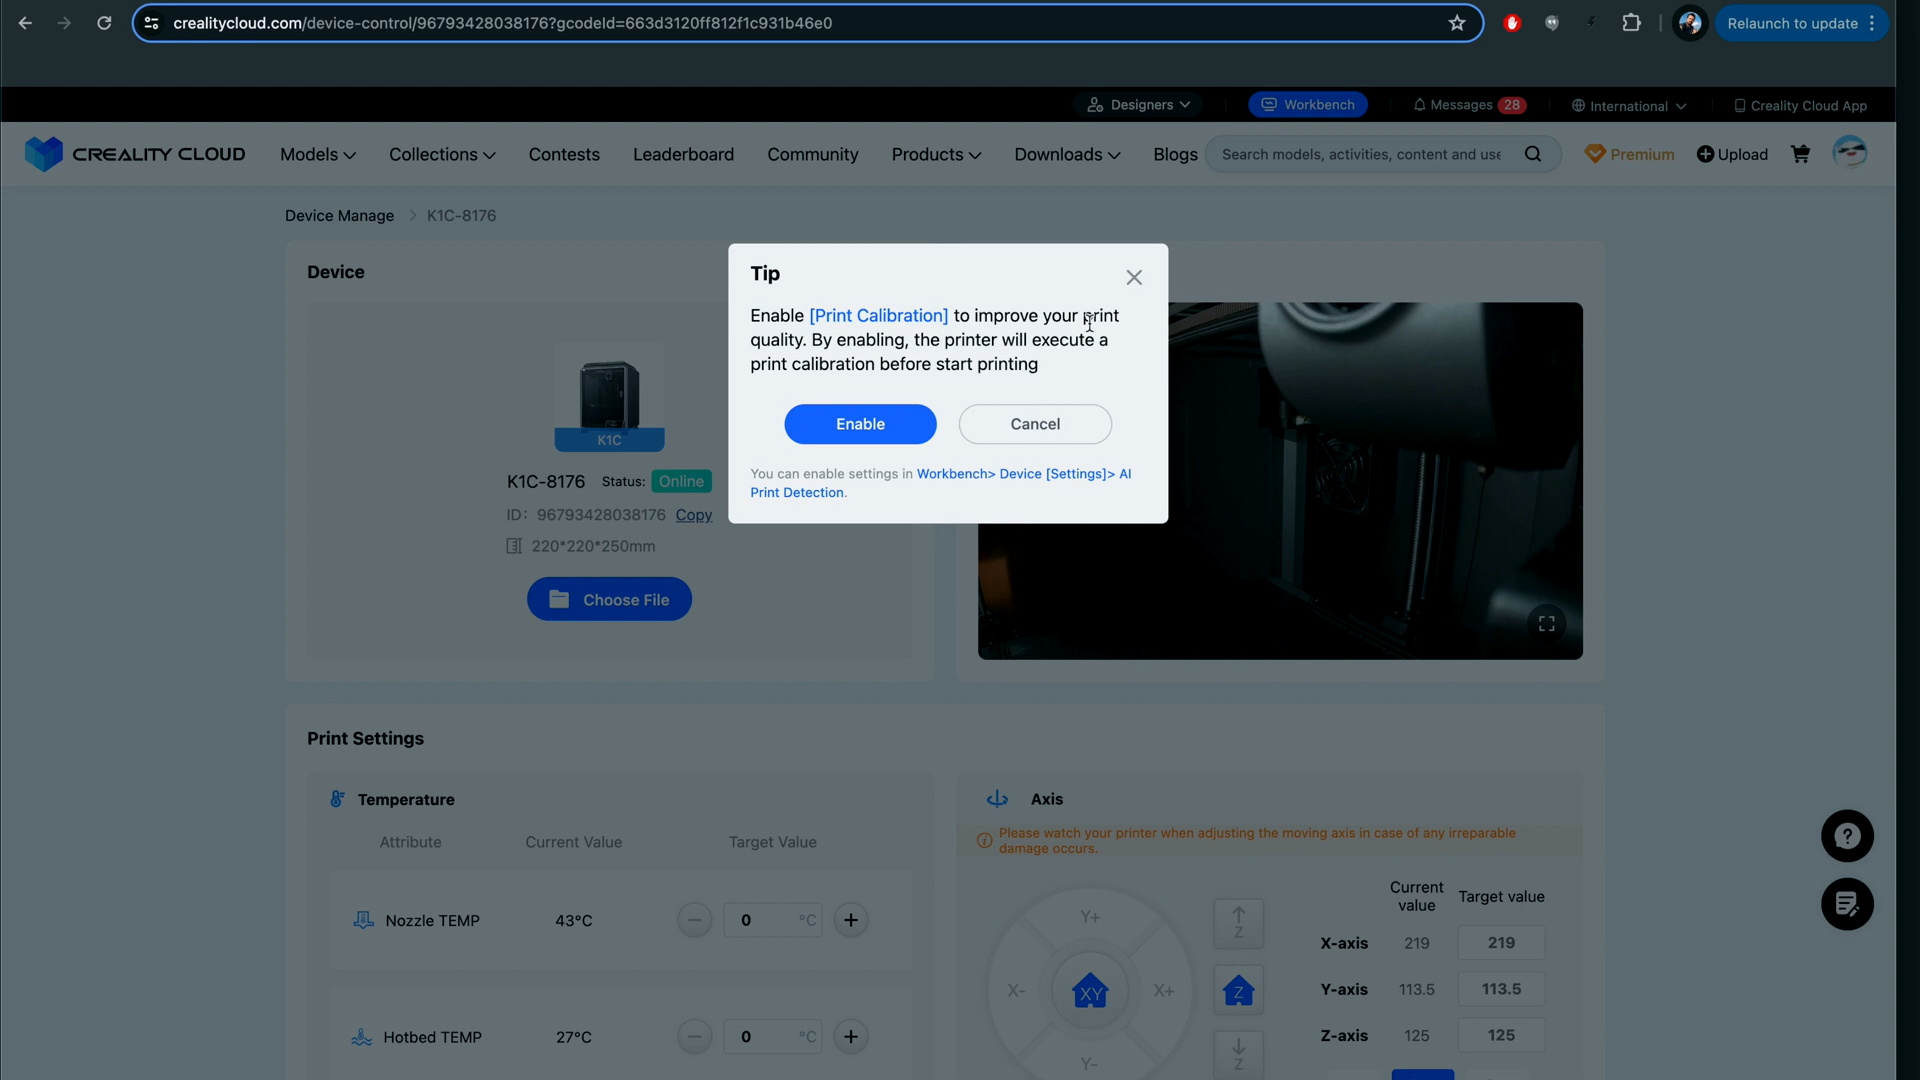 crealitycloud.com/device-control/96793428038176?gcodeId=663d3120ff812f1c931b46e0
Relaunch to update
Designers
Workbench
Messages 28
International
Creality Cloud App
CREALITY CLOUD
Models
Collections
Contests
Leaderboard
Community
Products
Downloads
Blogs
Search models, activities, content and use
Premium
Upload
Device Manage > K1C-8176
Device
K1C
K1C-8176 Status: Online
ID: 96793428038176 Copy
220*220*250mm
Choose File
Tip
Enable [Print Calibration] to improve your print
quality. By enabling, the printer will execute a
print calibration before start printing
Enable
Cancel
You can enable settings in Workbench> Device [Settings]> AI
Print Detection.
Print Settings
Temperature
Attribute Current Value Target Value
Nozzle TEMP 43°C 0 °C
Hotbed TEMP 27°C 0 °C
Axis
Please watch your printer when adjusting the moving axis in case of any irreparable
damage occurs.
Y+
X-
XY
X+
Y-
Z
Z
Z
Current
value
Target value
X-axis 219 219
Y-axis 113.5 113.5
Z-axis 125 125